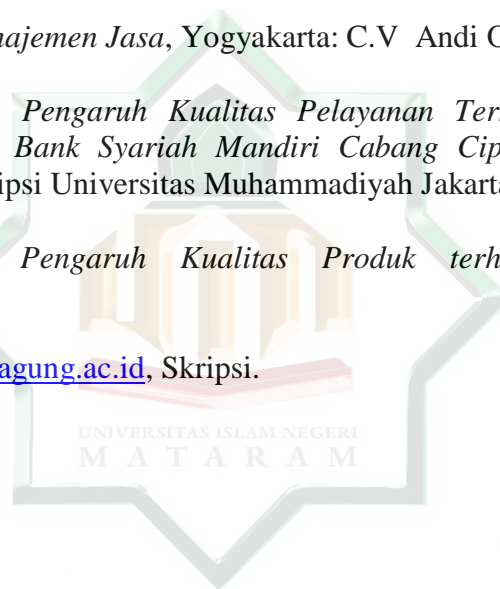 najemen Jasa, Yogyakarta: C.V Andi O
Pengaruh Kualitas Pelayanan Ter
Bank Syariah Mandiri Cabang Cip
ipsi Universitas Muhammadiyah Jakarta
Pengaruh Kualitas Produk terh
agung.ac.id, Skripsi.
UNIVERSITAS ISLAM NEGERI
MATARAM